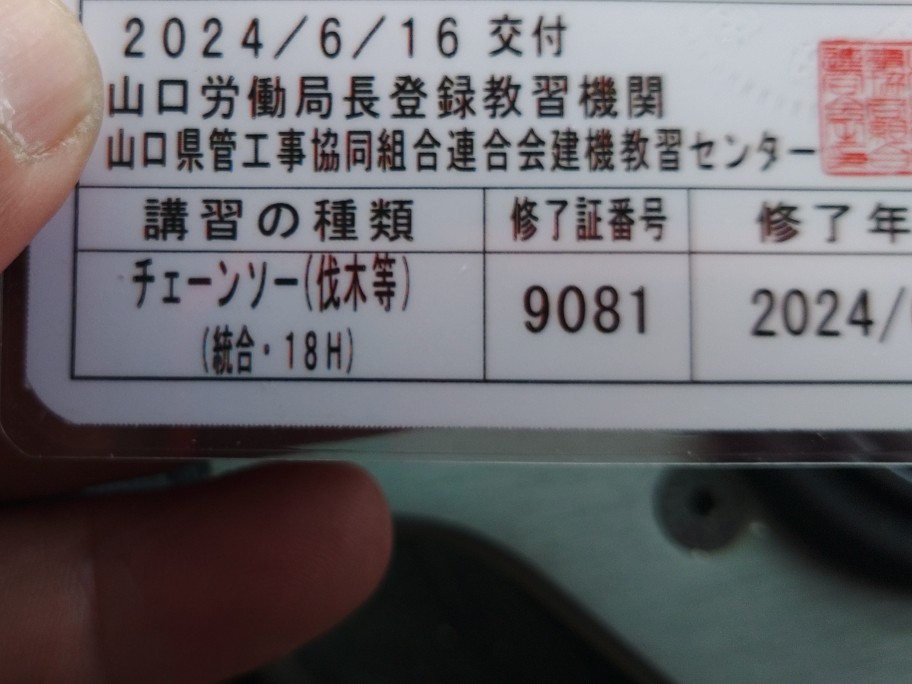 2024/6/16 交付
山口労働局長登録教習機関
山口県管工事協同組合連合会建機教習センター
講習の種類 修了証番号 修了年
チェーンソー(伐木等) 9081 2024/
(統合・18H)